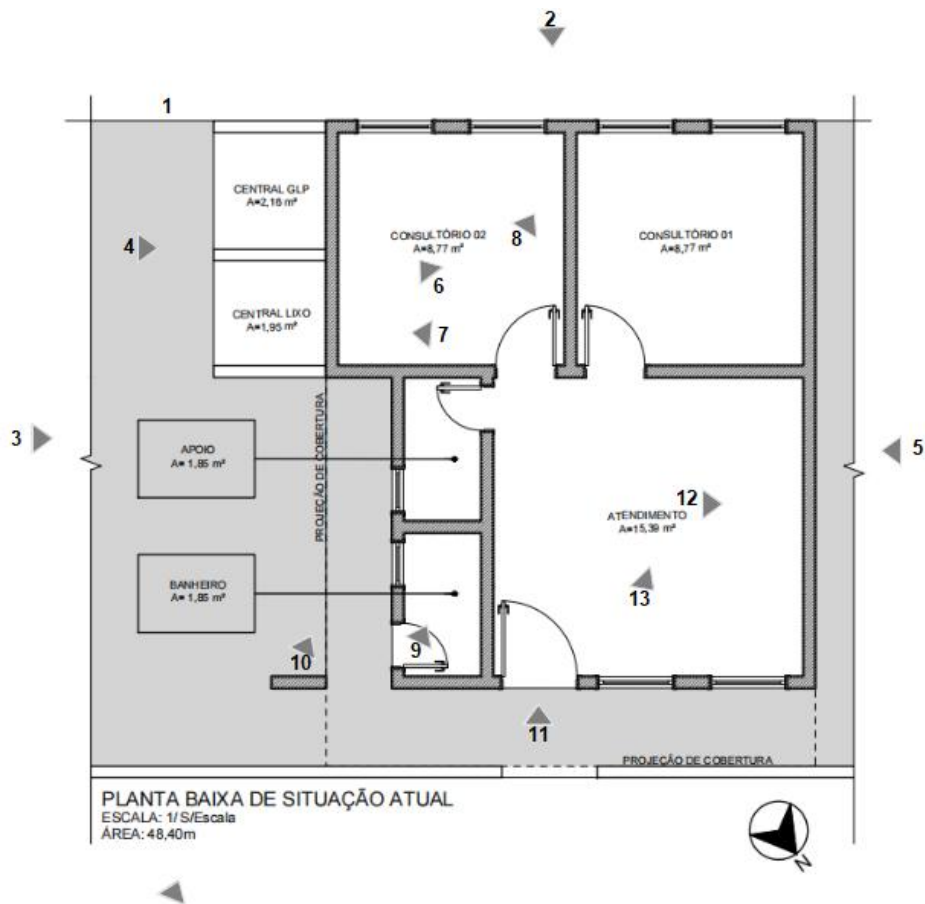 2
1
CENTRAL GLP
A=2,16 m²
4
CONSULTÓRIO 02
A=8,77 m²
8
CONSULTÓRIO 01
A=8,77 m²
6
CENTRAL LIXO
A=1,95 m²
7
3
APOIO
A= 1,85 m²
PROJEÇÃO DE COBERTURA
5
12
ATENDIMENTO
A=15,39 m²
BANHEIRO
A= 1,85 m²
13
9
10
11
PROJEÇÃO DE COBERTURA
PLANTA BAIXA DE SITUAÇÃO ATUAL
ESCALA: 1/ S/Escala
ÁREA: 48,40m
N